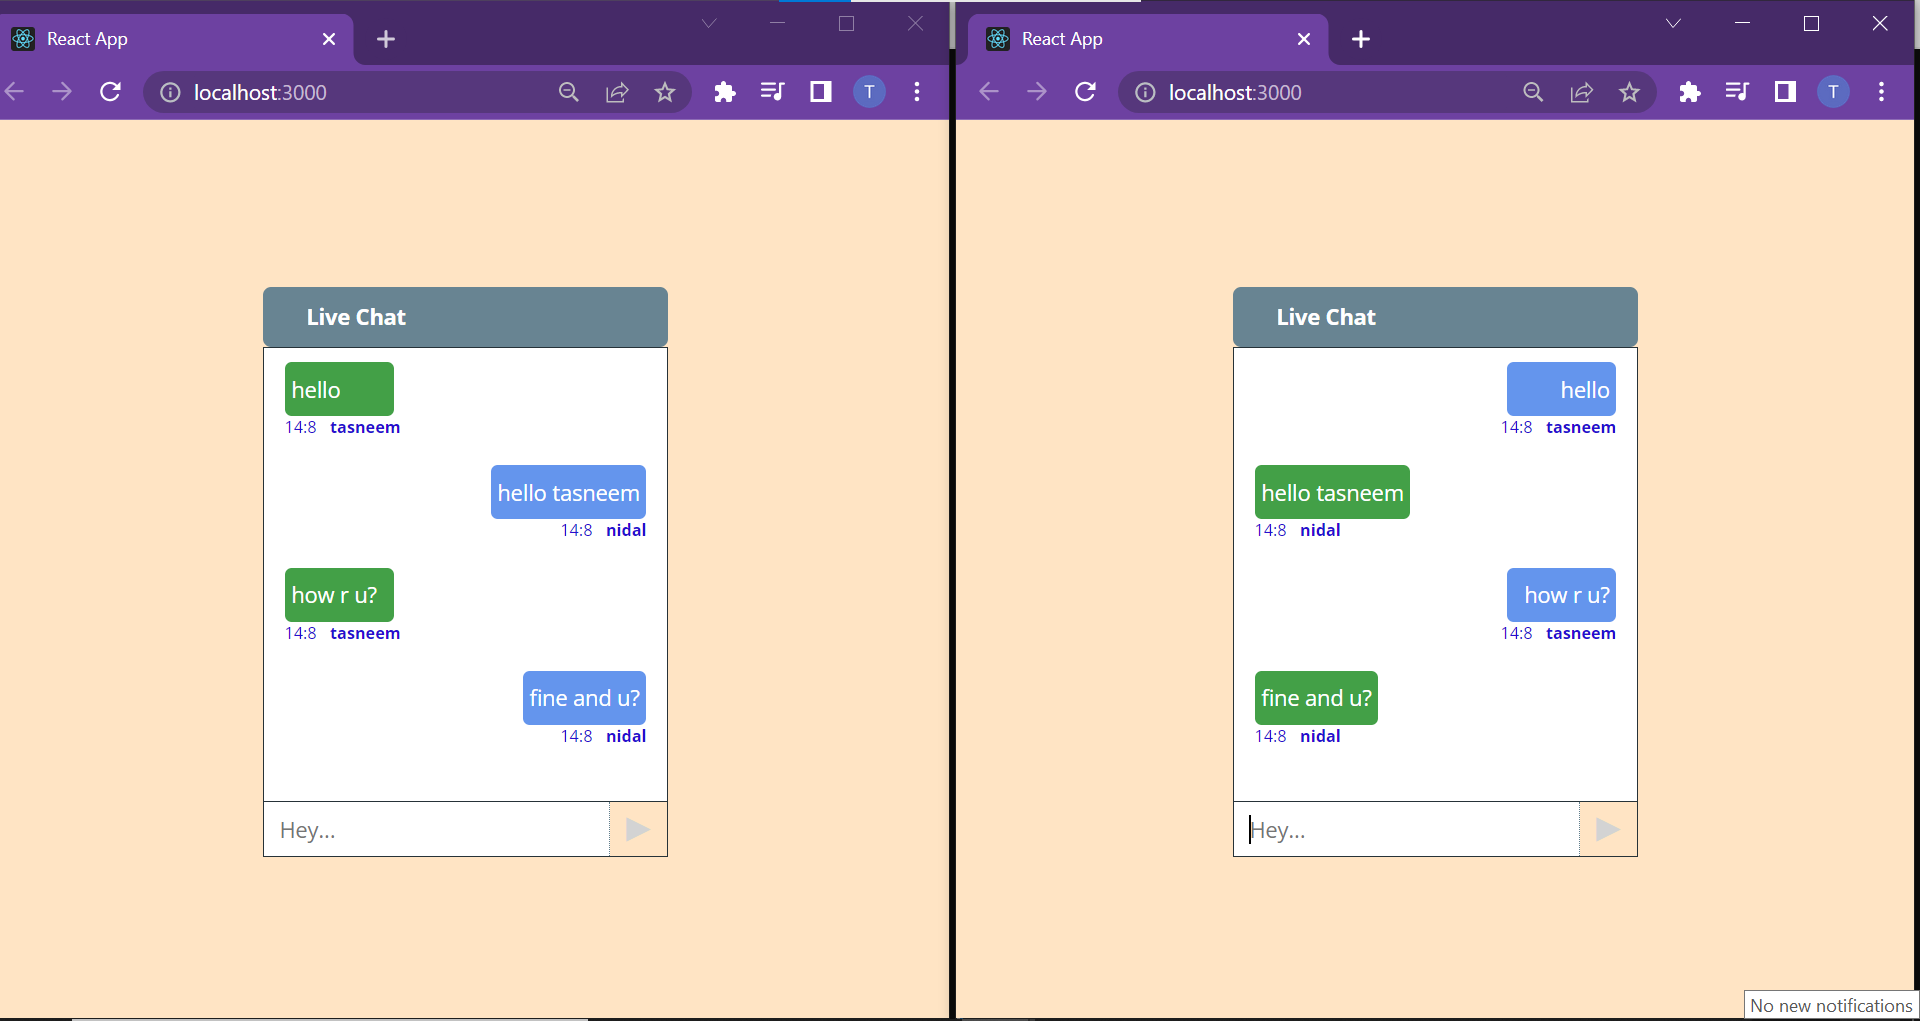 React App
localhost:3000
T
Live Chat
hello
14:8 tasneem
hello tasneem
14:8 nidal
how r u?
14:8 tasneem
fine and u?
14:8 nidal
Hey...
React App
localhost:3000
T
Live Chat
hello
14:8 tasneem
hello tasneem
14:8 nidal
how r u?
14:8 tasneem
fine and u?
14:8 nidal
Hey...
No new notifications